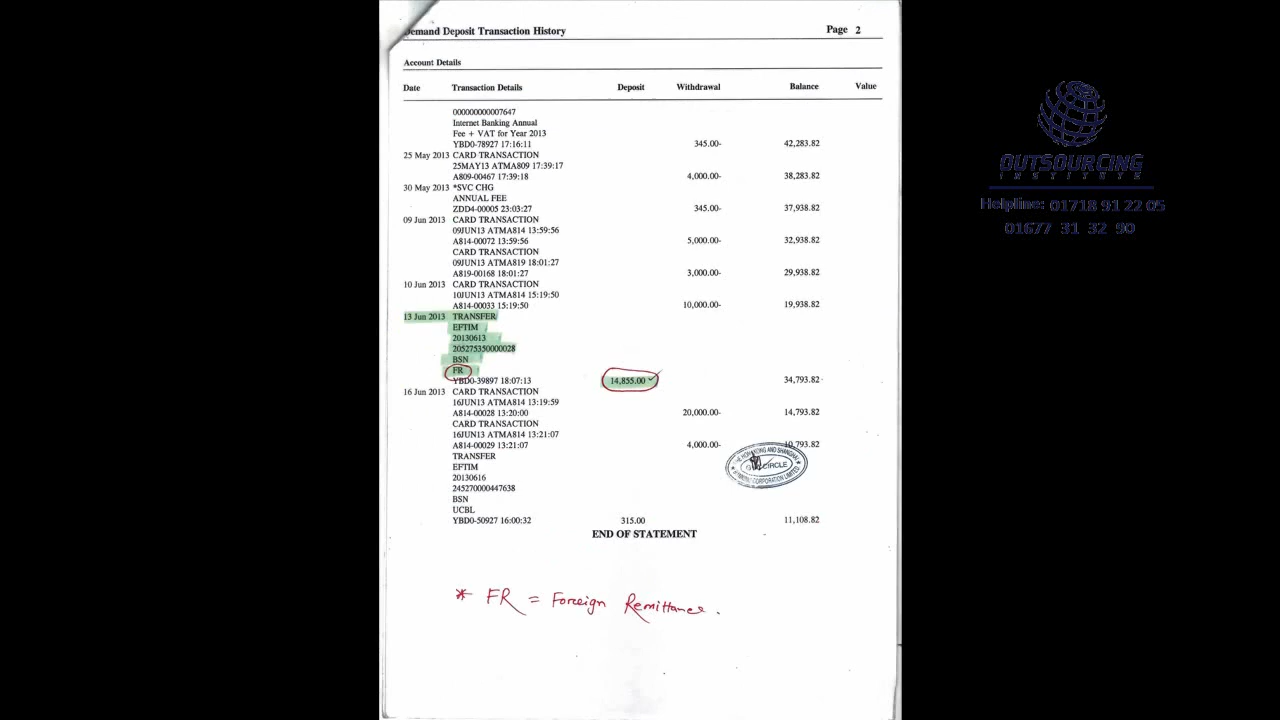 Demand Deposit Transaction History Page 2
Account Details
Date Transaction Details Deposit Withdrawal Balance Value
000000000007647
Internet Banking Annual
Fee + VAT for Year 2013
YBD0-78927 17:16:11 345.00- 42,283.82
25 May 2013 CARD TRANSACTION
25MAY13 ATMA809 17:39:17
A809-00467 17:39:18 4,000.00- 38,283.82
30 May 2013 *SVC CHG
ANNUAL FEE
ZDD4-00005 23:03:27 345.00- 37,938.82
09 Jun 2013 CARD TRANSACTION
09JUN13 ATMA814 13:59:56
A814-00072 13:59:56 5,000.00- 32,938.82
CARD TRANSACTION
09JUN13 ATMA819 18:01:27
A819-00168 18:01:27 3,000.00- 29,938.82
10 Jun 2013 CARD TRANSACTION
10JUN13 ATMA814 15:19:50
A814-00033 15:19:50 10,000.00- 19,938.82
13 Jun 2013 TRANSFER
EFTIM
20130613
205275350000028
BSN
FR
YBD0-39897 18:07:13 14,855.00 34,793.82
16 Jun 2013 CARD TRANSACTION
16JUN13 ATMA814 13:19:59
A814-00028 13:20:00 20,000.00- 14,793.82
CARD TRANSACTION
16JUN13 ATMA814 13:21:07
A814-00029 13:21:07 4,000.00- 10,793.82
TRANSFER
EFTIM
20130616
245270000447638
BSN
UCBL
YBD0-50927 16:00:32 315.00 11,108.82
END OF STATEMENT
CIRCLE
* FR = Foreign Remittance.
OUTSOURCING
INSTITUTE
Helpline: 01718 91 22 05
01677 31 32 90